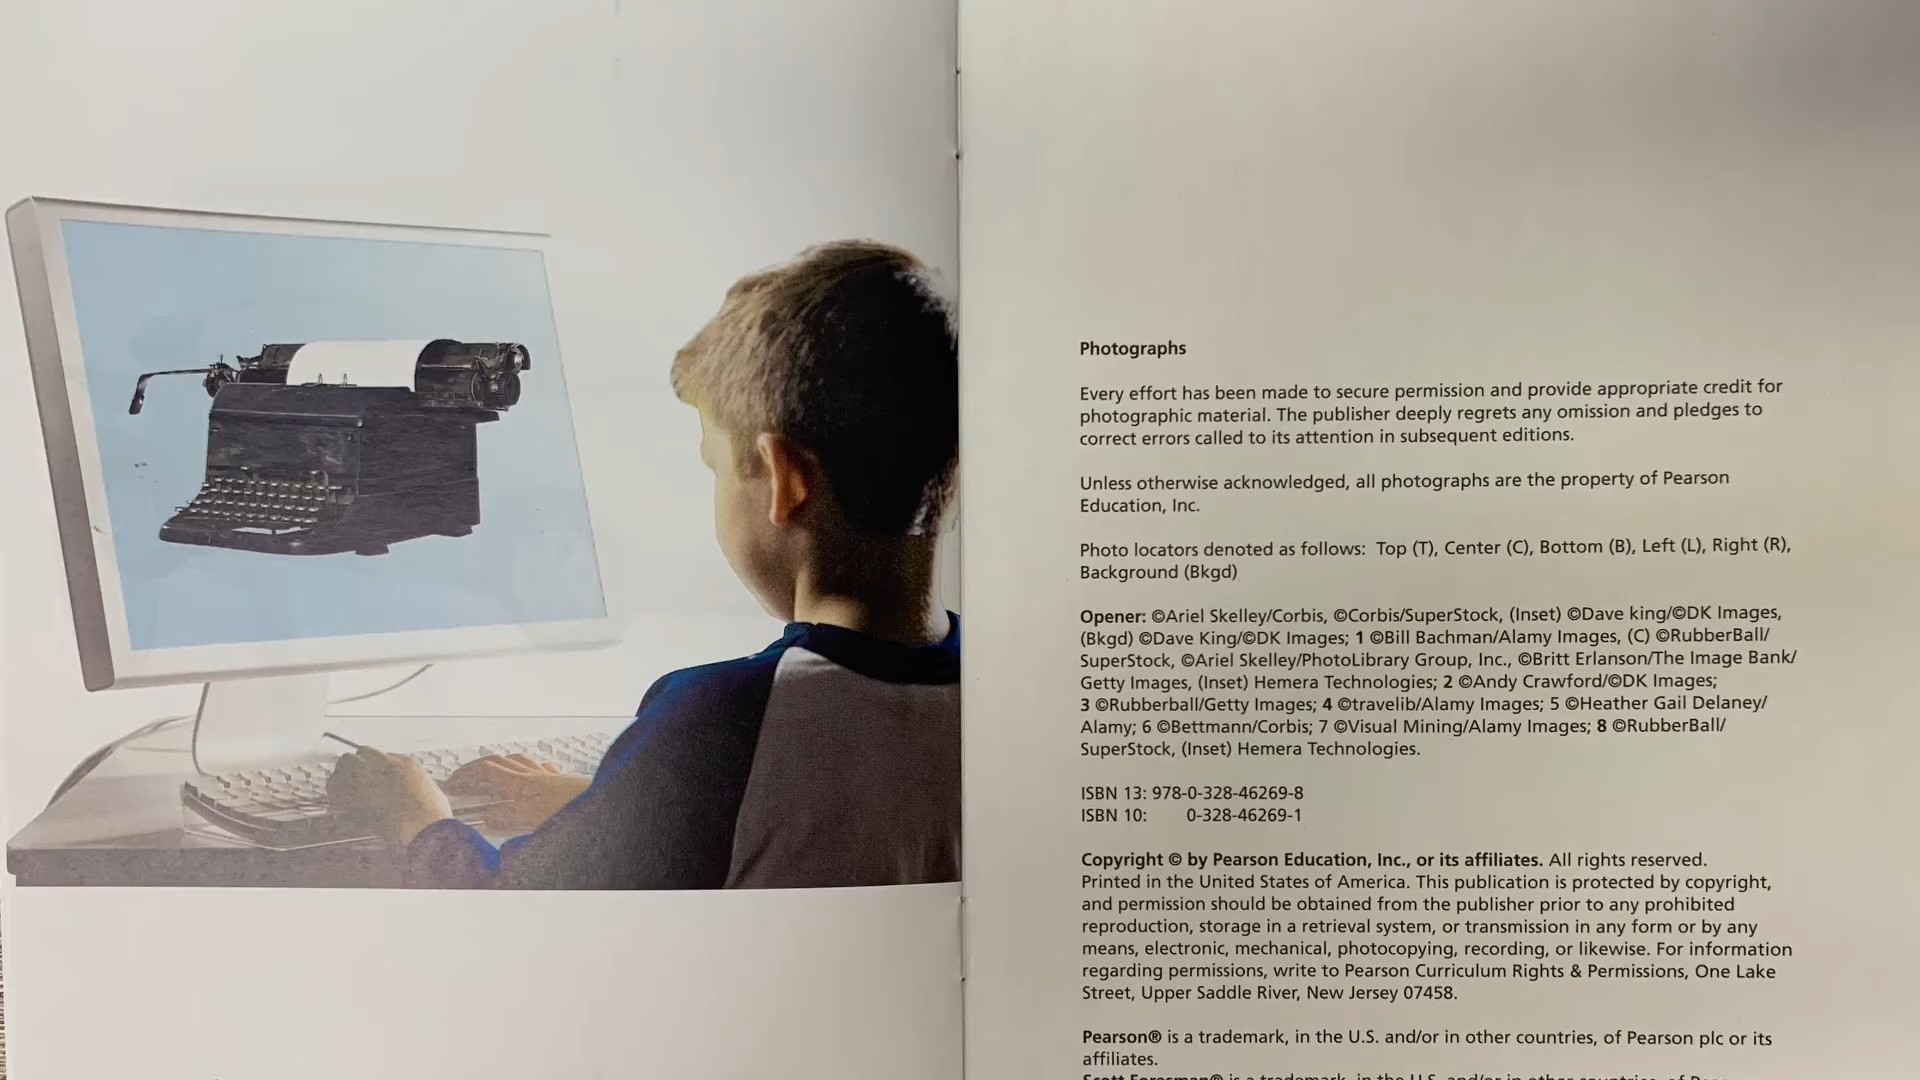 Photographs
Every effort has been made to secure permission and provide appropriate credit for
photographic material. The publisher deeply regrets any omission and pledges to
correct errors called to its attention in subsequent editions.
Unless otherwise acknowledged, all photographs are the property of Pearson
Education, Inc.
Photo locators denoted as follows: Top (T), Center (C), Bottom (B), Left (L), Right (R),
Background (Bkgd)
Opener: ©Ariel Skelley/Corbis, ©Corbis/SuperStock, (Inset) ©Dave king/©DK Images,
(Bkgd) ©Dave King/©DK Images; 1 ©Bill Bachman/Alamy Images, (C) ©RubberBall/
SuperStock, ©Ariel Skelley/PhotoLibrary Group, Inc., ©Britt Erlanson/The Image Bank/
Getty Images, (Inset) Hemera Technologies; 2 ©Andy Crawford/©DK Images;
3 ©Rubberball/Getty Images; 4 ©travelib/Alamy Images; 5 ©Heather Gail Delaney/
Alamy; 6 ©Bettmann/Corbis; 7 ©Visual Mining/Alamy Images; 8 ©RubberBall/
SuperStock, (Inset) Hemera Technologies.
ISBN 13: 978-0-328-46269-8
ISBN 10: 0-328-46269-1
Copyright © by Pearson Education, Inc., or its affiliates. All rights reserved.
Printed in the United States of America. This publication is protected by copyright,
and permission should be obtained from the publisher prior to any prohibited
reproduction, storage in a retrieval system, or transmission in any form or by any
means, electronic, mechanical, photocopying, recording, or likewise. For information
regarding permissions, write to Pearson Curriculum Rights & Permissions, One Lake
Street, Upper Saddle River, New Jersey 07458.
Pearson® is a trademark, in the U.S. and/or in other countries, of Pearson plc or its
affiliates.
Scott Foresman® is a trademark, in the U.S. and/or in other countries, of